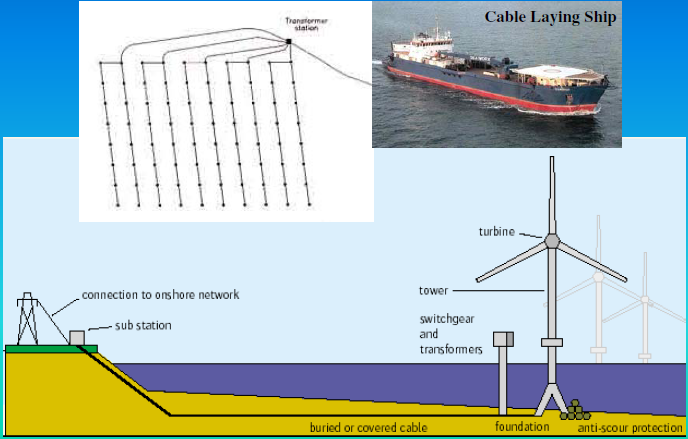 Transformer
station
Cable Laying Ship
turbine
connection to onshore network
tower
sub station
switchgear
and
transformers
buried or covered cable
foundation
anti-scour protection